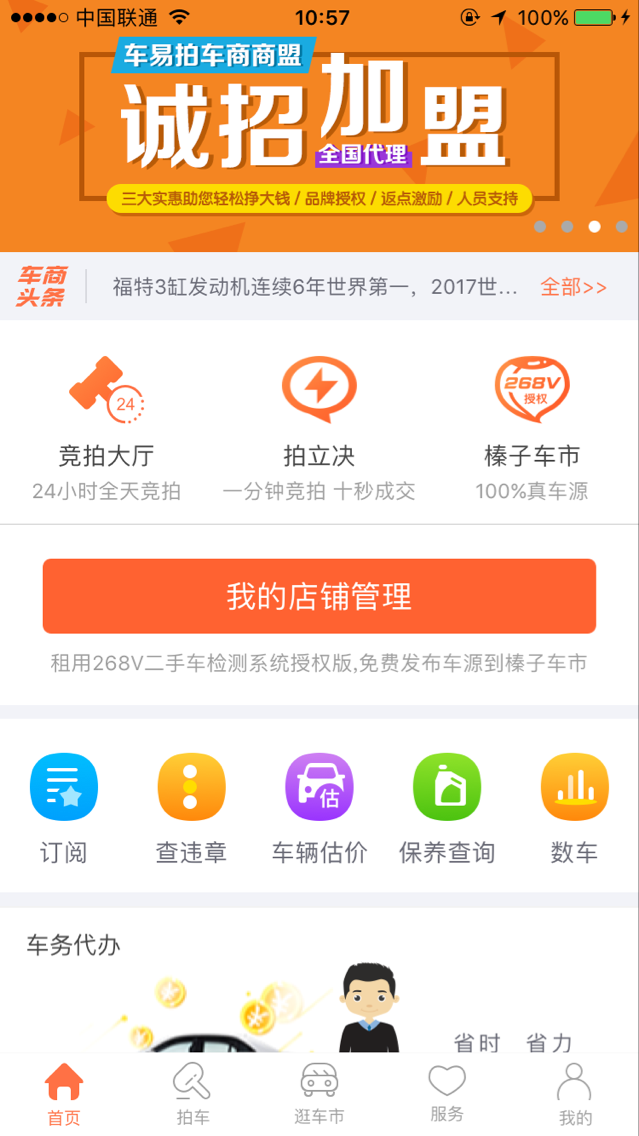 中国联通 10:57 100%
车易拍车商商盟
诚招加盟
全国代理
三大实惠助您轻松挣大钱 / 品牌授权 / 返点激励 / 人员支持
车商头条
福特3缸发动机连续6年世界第一，2017世... 全部>>
24 268V 授权
竞拍大厅 拍立决 榛子车市
24小时全天竞拍 一分钟竞拍 十秒成交 100%真车源
我的店铺管理
租用268V二手车检测系统授权版,免费发布车源到榛子车市
估
订阅 查违章 车辆估价 保养查询 数车
车务代办
省时 省力
首页 拍车 逛车市 服务 我的